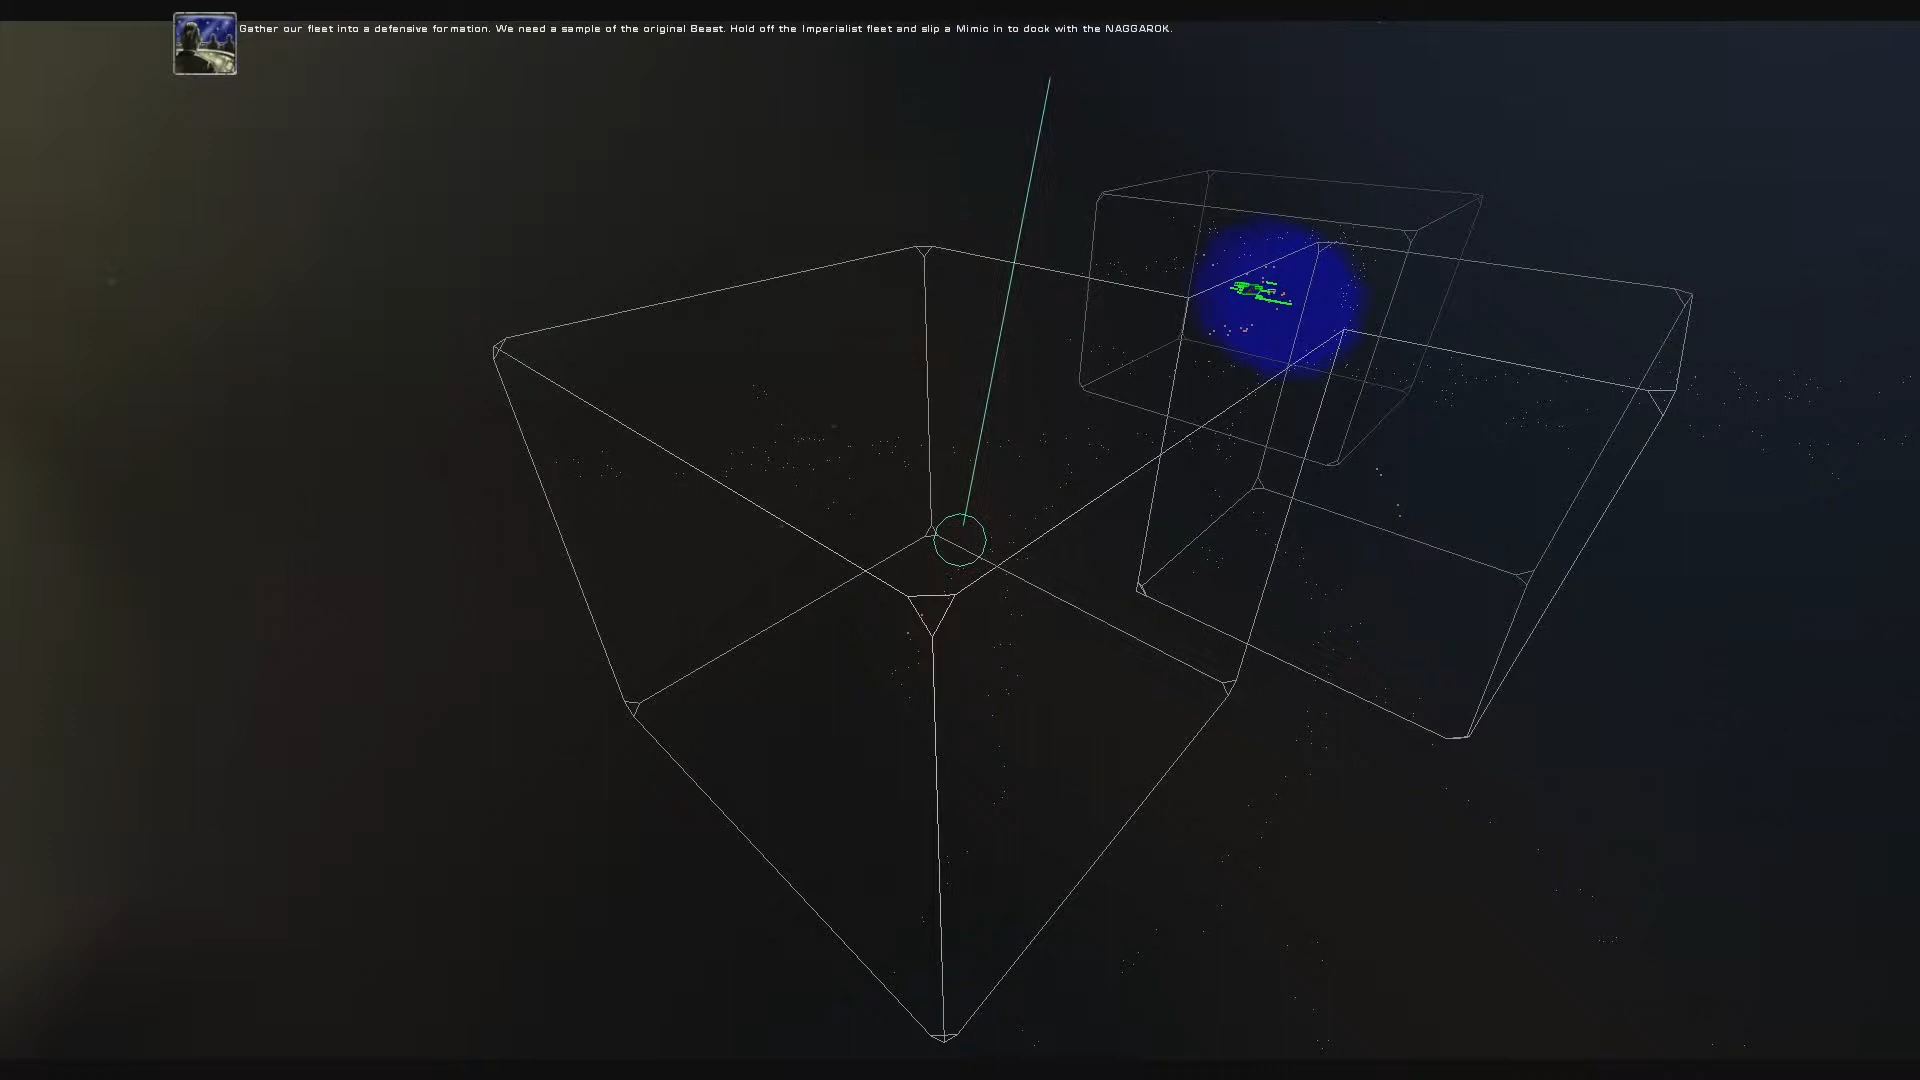 Gather our fleet into a defensive formation. We need a sample of the original Beast. Hold off the Imperialist fleet and slip a Mimic in to dock with the NAGGAROK.